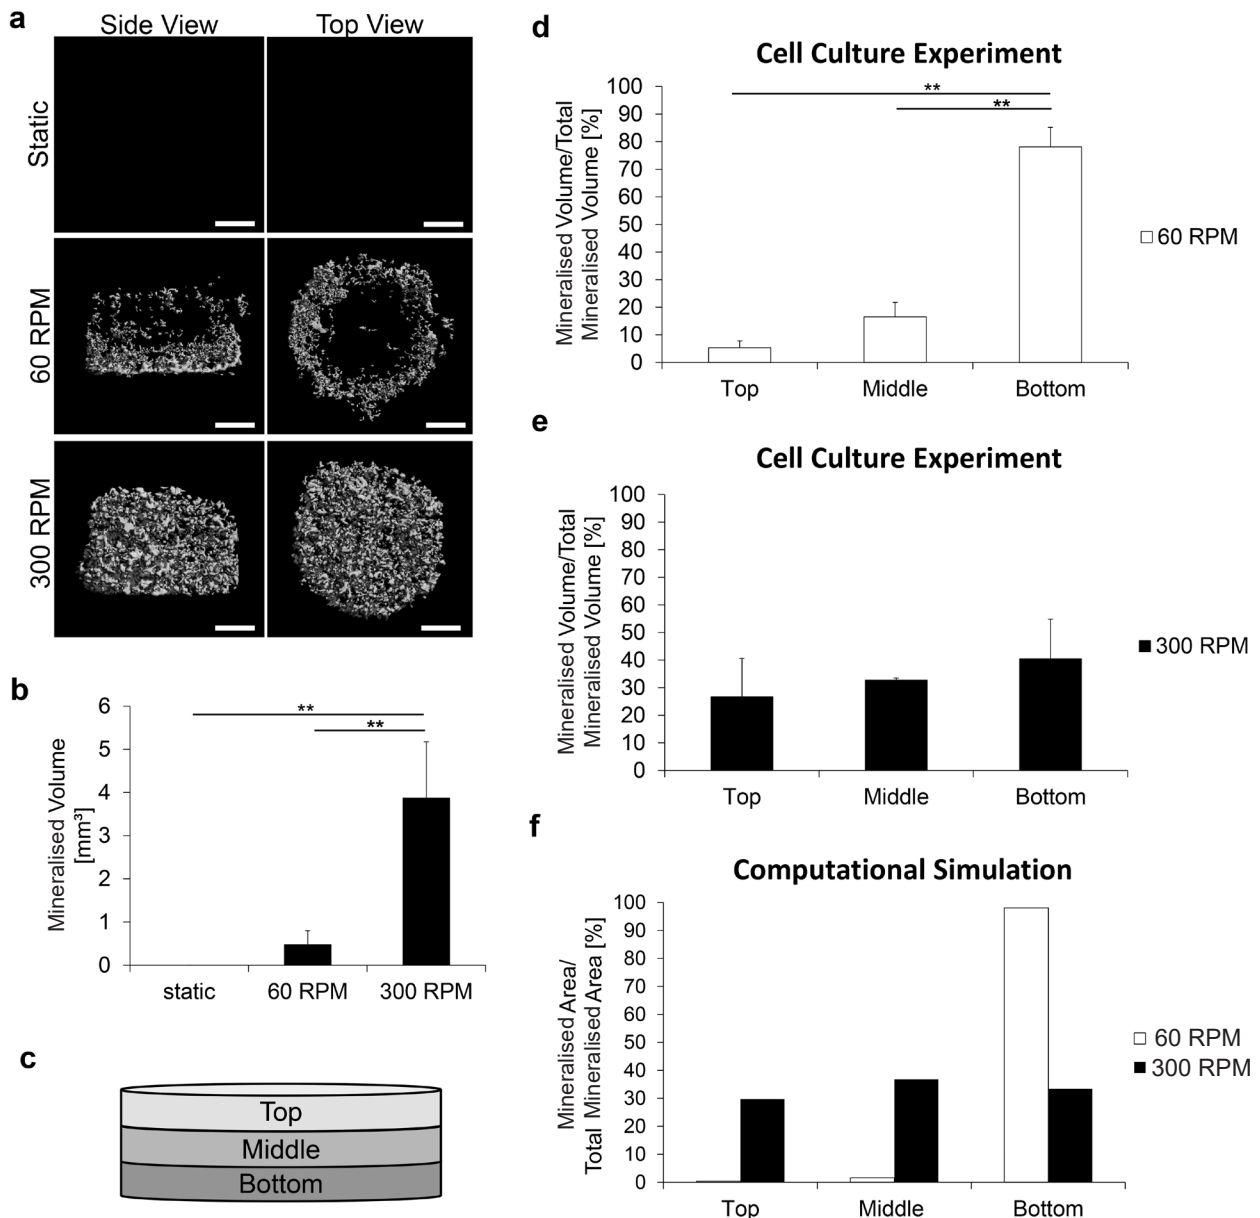 a
Side View
Top View
Static
60 RPM
300 RPM
b
Mineralised Volume
[mm³]
6
5
4
3
2
1
0
**
**
static
60 RPM
300 RPM
c
Top
Middle
Bottom
d
Cell Culture Experiment
Mineralised Volume/Total
Mineralised Volume [%]
100
90
80
70
60
50
40
30
20
10
0
**
**
Top
Middle
Bottom
60 RPM
e
Cell Culture Experiment
Mineralised Volume/Total
Mineralised Volume [%]
100
90
80
70
60
50
40
30
20
10
0
Top
Middle
Bottom
300 RPM
f
Computational Simulation
Mineralised Area/
Total Mineralised Area [%]
100
90
80
70
60
50
40
30
20
10
0
Top
Middle
Bottom
60 RPM
300 RPM